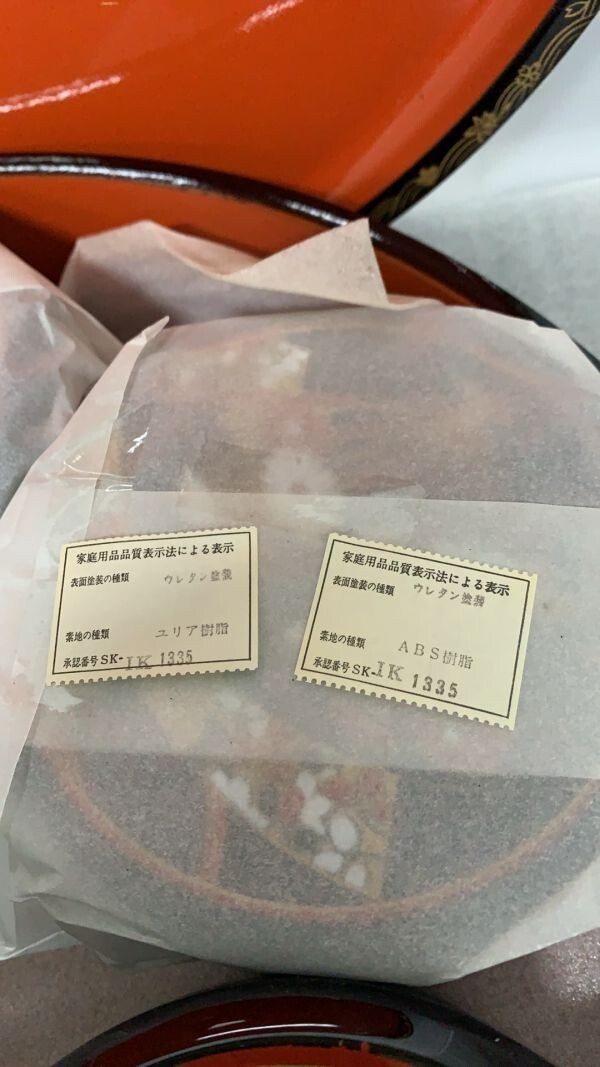 家庭用品品質表示法による表示
表面塗装の種類 ウレタン塗装
素地の種類 ユリア樹脂
承認番号 SK-IK 1335
家庭用品品質表示法による表示
表面塗装の種類 ウレタン塗装
素地の種類 ABS樹脂
承認番号 SK-IK 1335